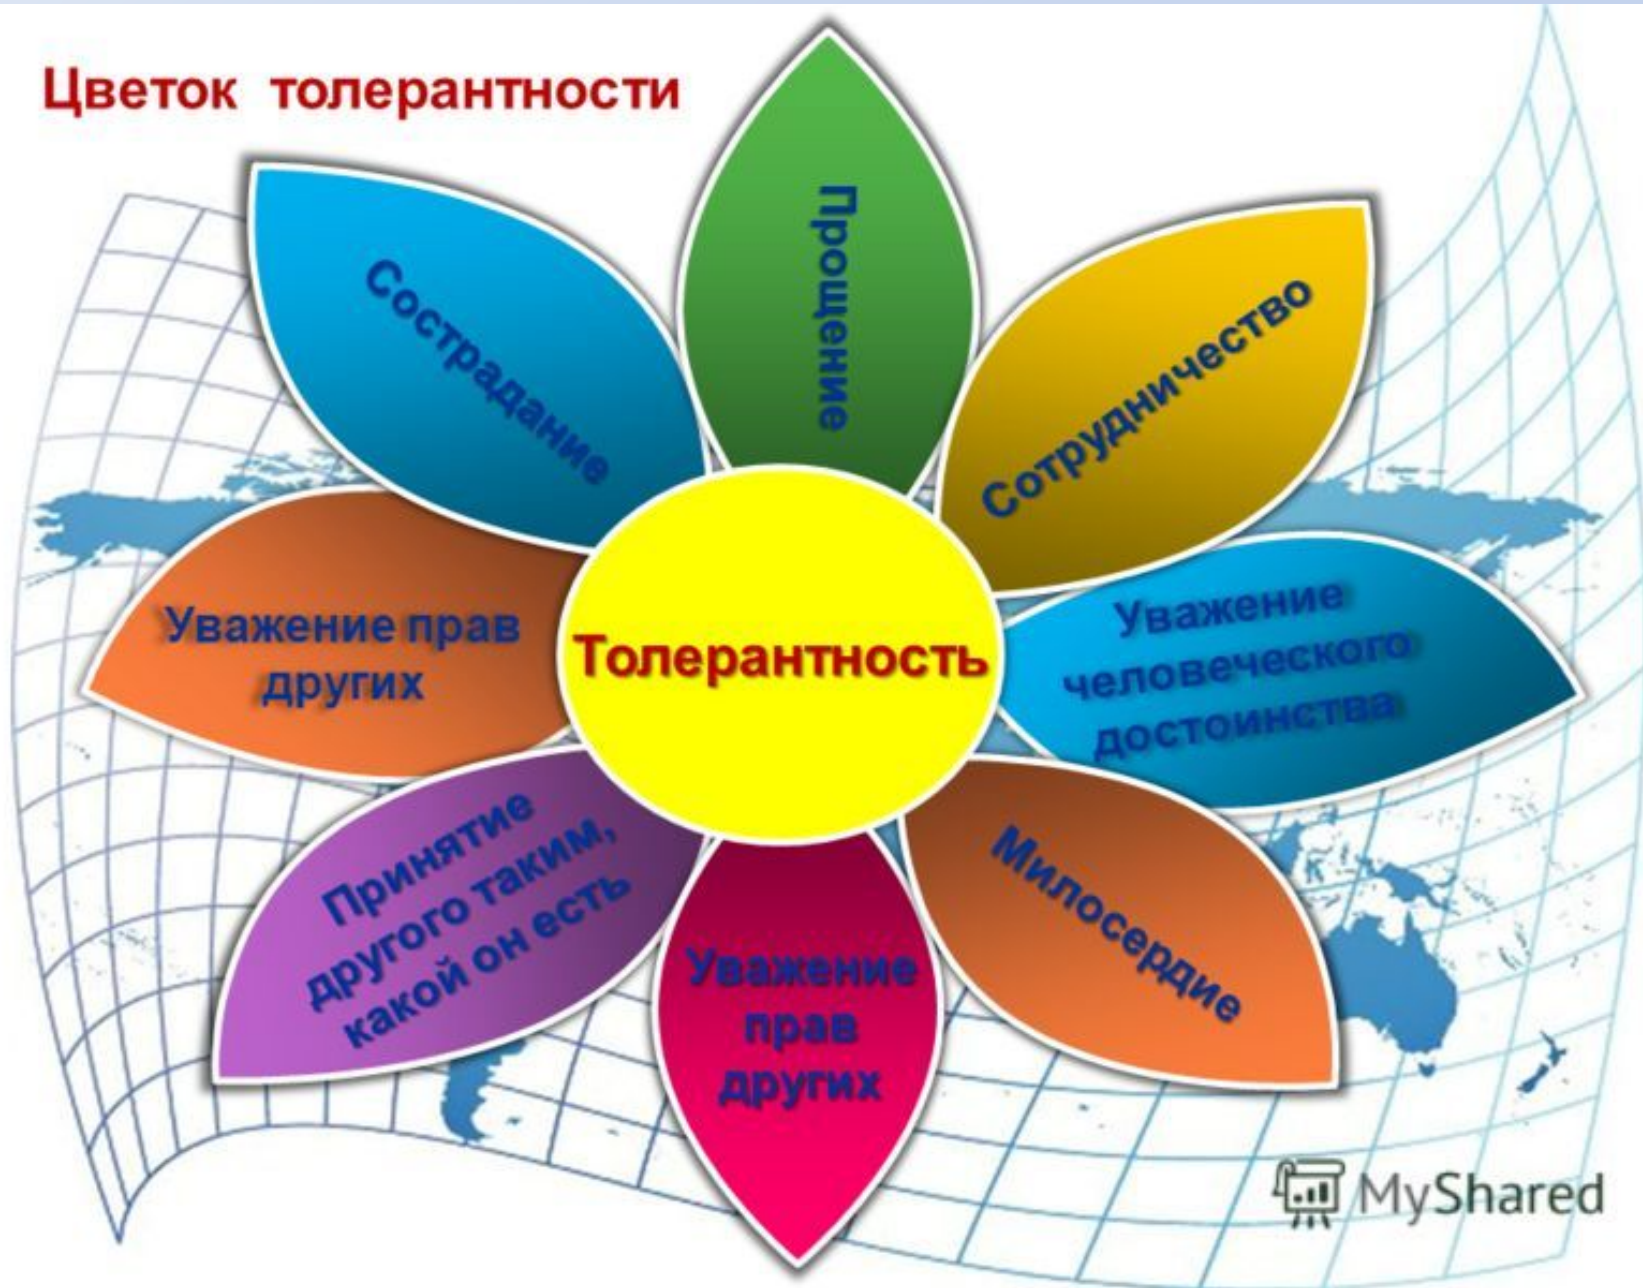 Цветок толерантности
Прощение
Сотрудничество
Уважение
человеческого
достоинства
Милосердие
Уважение
прав
других
Принятие
другого таким,
какой он есть
Уважение прав
других
Сострадание
Толерантность
MyShared